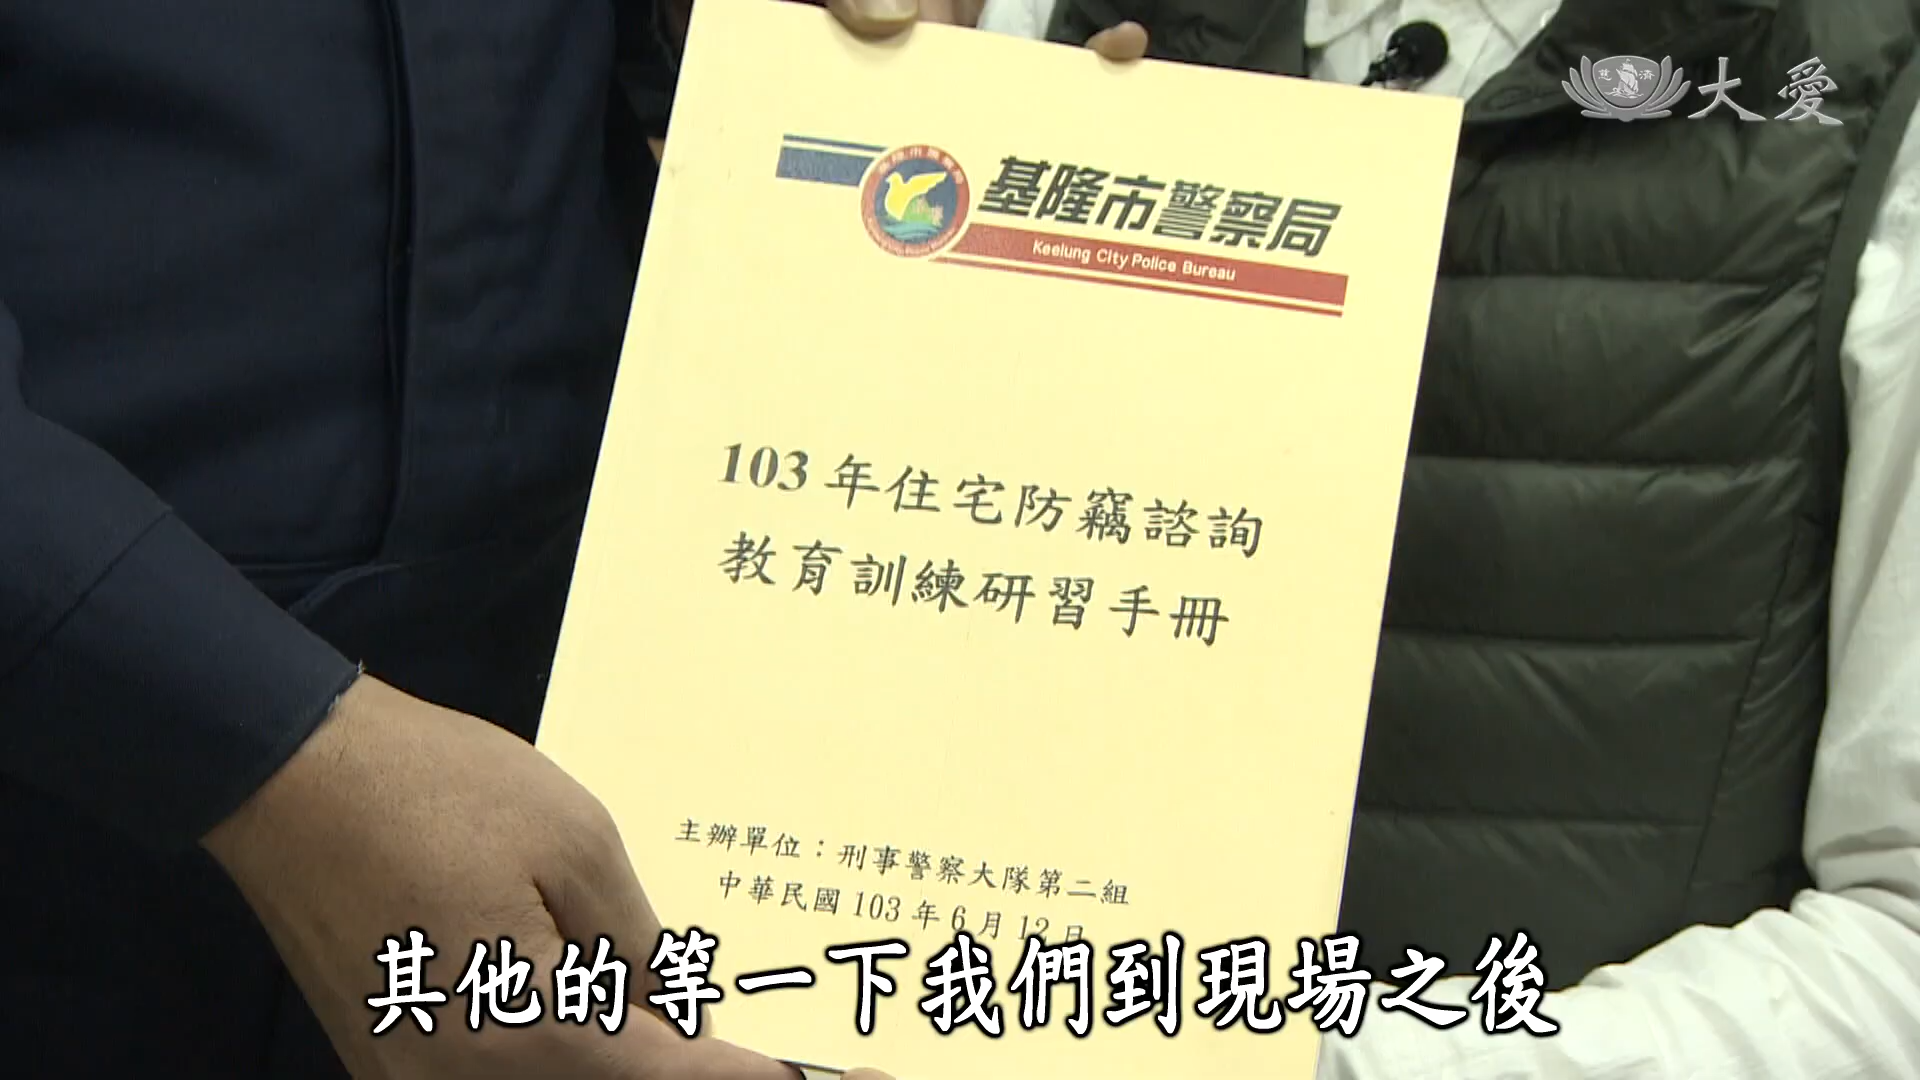 慈濟
大愛
基隆市警察局
Keelung City Police Bureau
103年住宅防竊諮詢
教育訓練研習手冊
主辦單位：刑事警察大隊第二組
中華民國103年6月12日
其他的等一下我們到現場之後